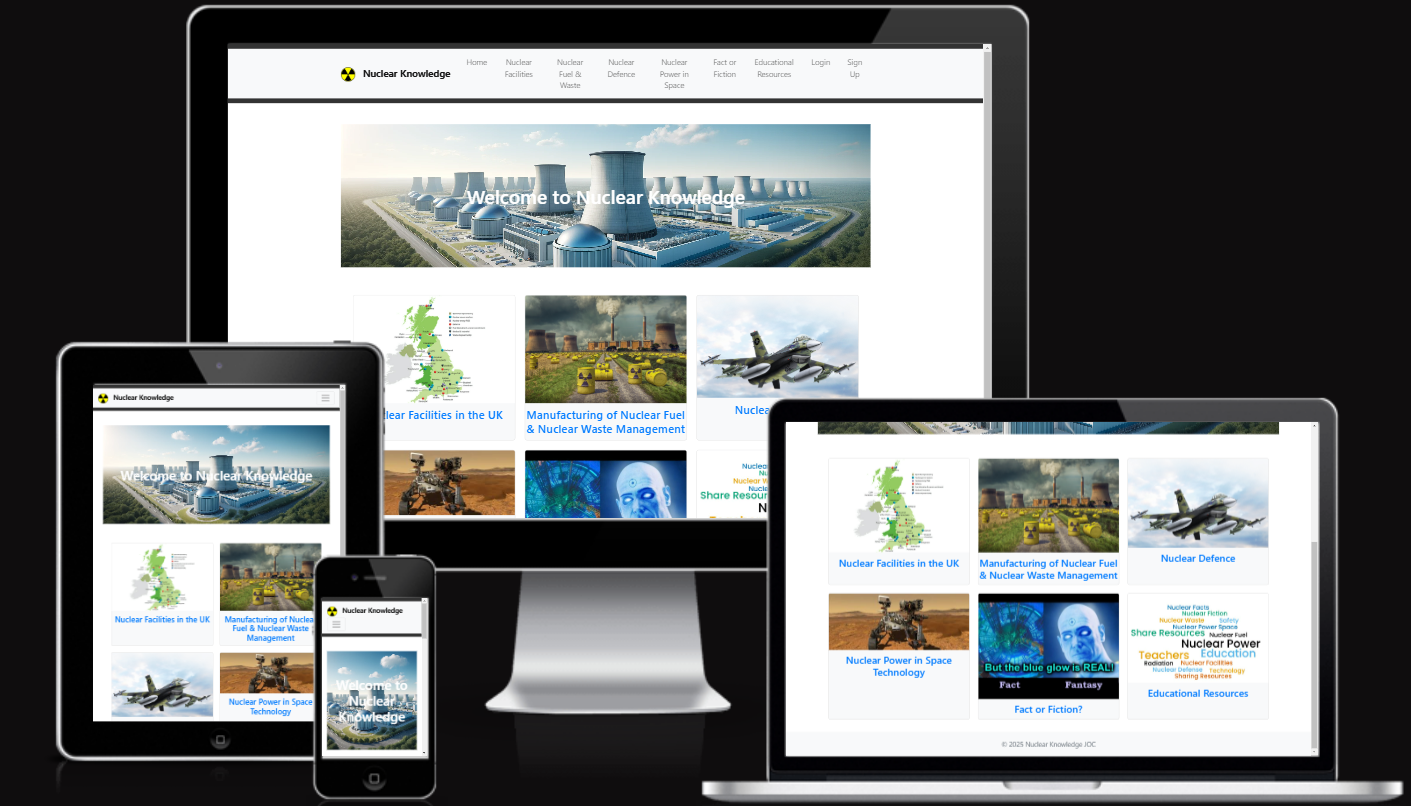 Nuclear Knowledge
Home
Nuclear
Facilities
Nuclear
Fuel &
Waste
Nuclear
Defence
Nuclear
Power in
Space
Fact or
Fiction
Educational
Resources
Login
Sign
Up
Welcome to Nuclear Knowledge
lear Facilities in the UK
Manufacturing of Nuclear Fuel
& Nuclear Waste Management
Nuclea
Nuclear
Nu
Nuclear W
Nucle
Share Resour
N
Nuclear Knowledge
Welcome to Nuclear Knowledge
Nuclear Facilities in the UK
Manufacturing of Nuclear
Fuel & Nuclear Waste
Management
Nuclear Power in Space
Technology
Nuclear Knowledge
Welcome to
Nuclear
Knowledge
Nuclear Facilities in the UK
Manufacturing of Nuclear Fuel
& Nuclear Waste Management
Nuclear Defence
Nuclear Power in Space
Technology
But the blue glow is REAL!
Fact
Fantasy
Fact or Fiction?
Nuclear Facts
Nuclear Fiction
Nuclear Waste
Safety
Nuclear Power Space
Share Resources
Nuclear Fuel
Nuclear Power
Teachers
Education
Radiation
Nuclear Facilities
Nuclear Defense
Technology
Sharing Resources
Educational Resources
© 2025 Nuclear Knowledge JOC